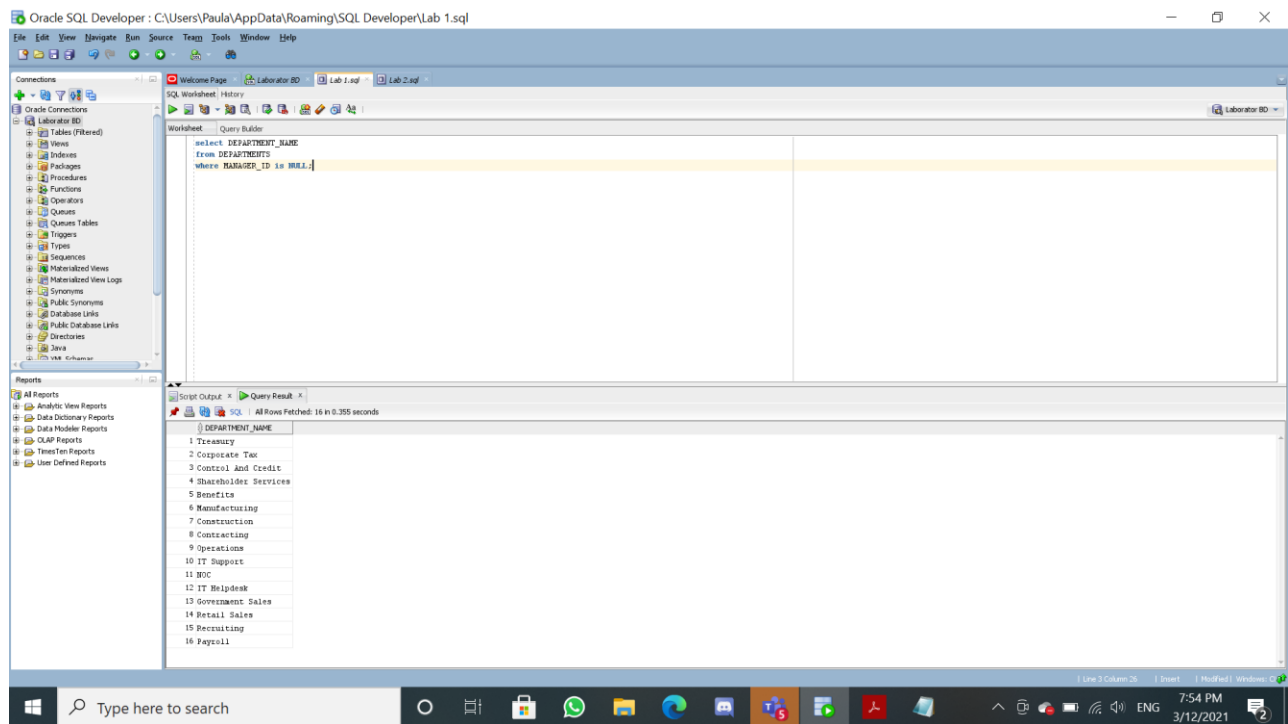 Oracle SQL Developer : C:\Users\Paula\AppData\Roaming\SQL Developer\Lab 1.sql
File Edit View Navigate Run Source Team Tools Window Help
Connections
Oracle Connections
Laborator BD
Tables (Filtered)
Views
Indexes
Packages
Procedures
Functions
Operators
Queues
Queues Tables
Triggers
Types
Sequences
Materialized Views
Materialized View Logs
Synonyms
Public Synonyms
Database Links
Public Database Links
Directories
Java
XML Schemas
Reports
All Reports
Analytic View Reports
Data Dictionary Reports
Data Modeler Reports
OLAP Reports
TimesTen Reports
User Defined Reports
Welcome Page Laborator BD Lab 1.sql Lab 2.sql
SQL Worksheet History
Laborator BD
Worksheet Query Builder
select DEPARTMENT_NAME
from DEPARTMENTS
where MANAGER_ID is NULL;
Script Output x Query Result x
SQL | All Rows Fetched: 16 in 0.355 seconds
DEPARTMENT_NAME
1 Treasury
2 Corporate Tax
3 Control And Credit
4 Shareholder Services
5 Benefits
6 Manufacturing
7 Construction
8 Contracting
9 Operations
10 IT Support
11 NOC
12 IT Helpdesk
13 Government Sales
14 Retail Sales
15 Recruiting
16 Payroll
| Line 3 Column 26 | Insert | Modified | Windows:
Type here to search
5
ENG
7:54 PM
3/12/2021
2